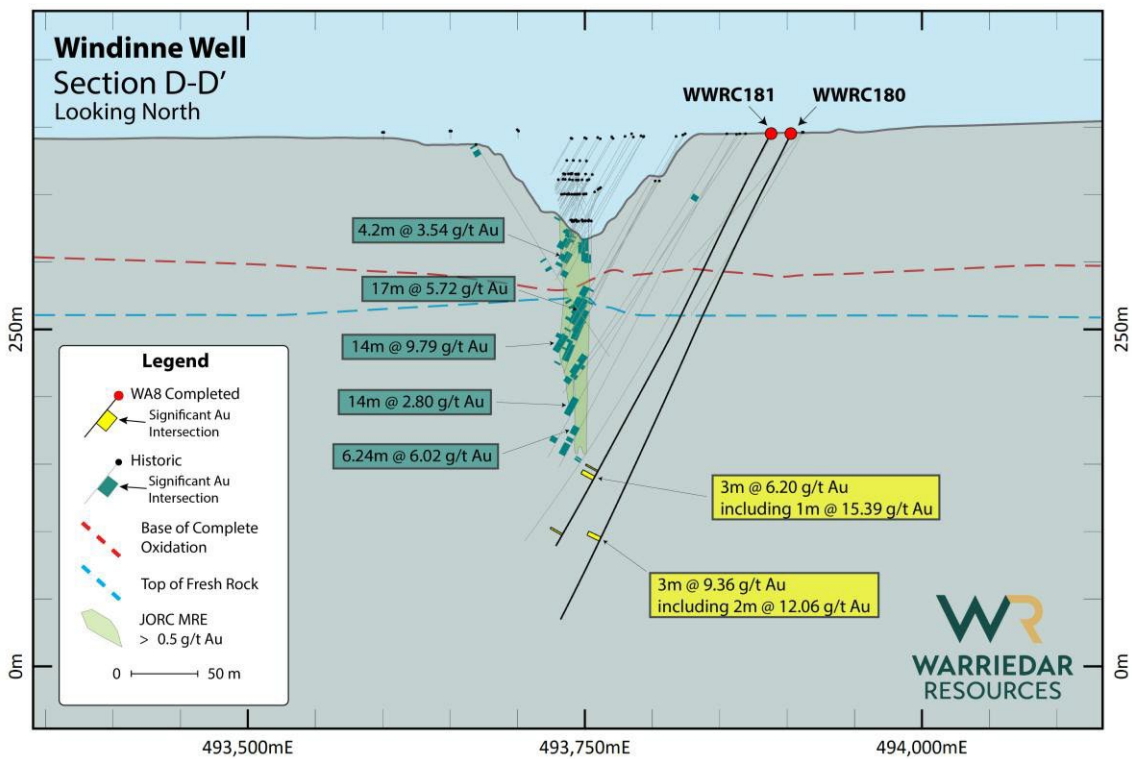 Windinne Well
Section D-D'
Looking North
WWRC181
WWRC180
4.2m @ 3.54 g/t Au
17m @ 5.72 g/t Au
14m @ 9.79 g/t Au
14m @ 2.80 g/t Au
6.24m @ 6.02 g/t Au
3m @ 6.20 g/t Au
including 1m @ 15.39 g/t Au
3m @ 9.36 g/t Au
including 2m @ 12.06 g/t Au
250m
0m
250m
0m
Legend
WA8 Completed
Significant Au
Intersection
Historic
Significant Au
Intersection
Base of Complete
Oxidation
Top of Fresh Rock
JORC MRE
> 0.5 g/t Au
0 50 m
WR
WARRIEDAR
RESOURCES
493,500mE
493,750mE
494,000mE